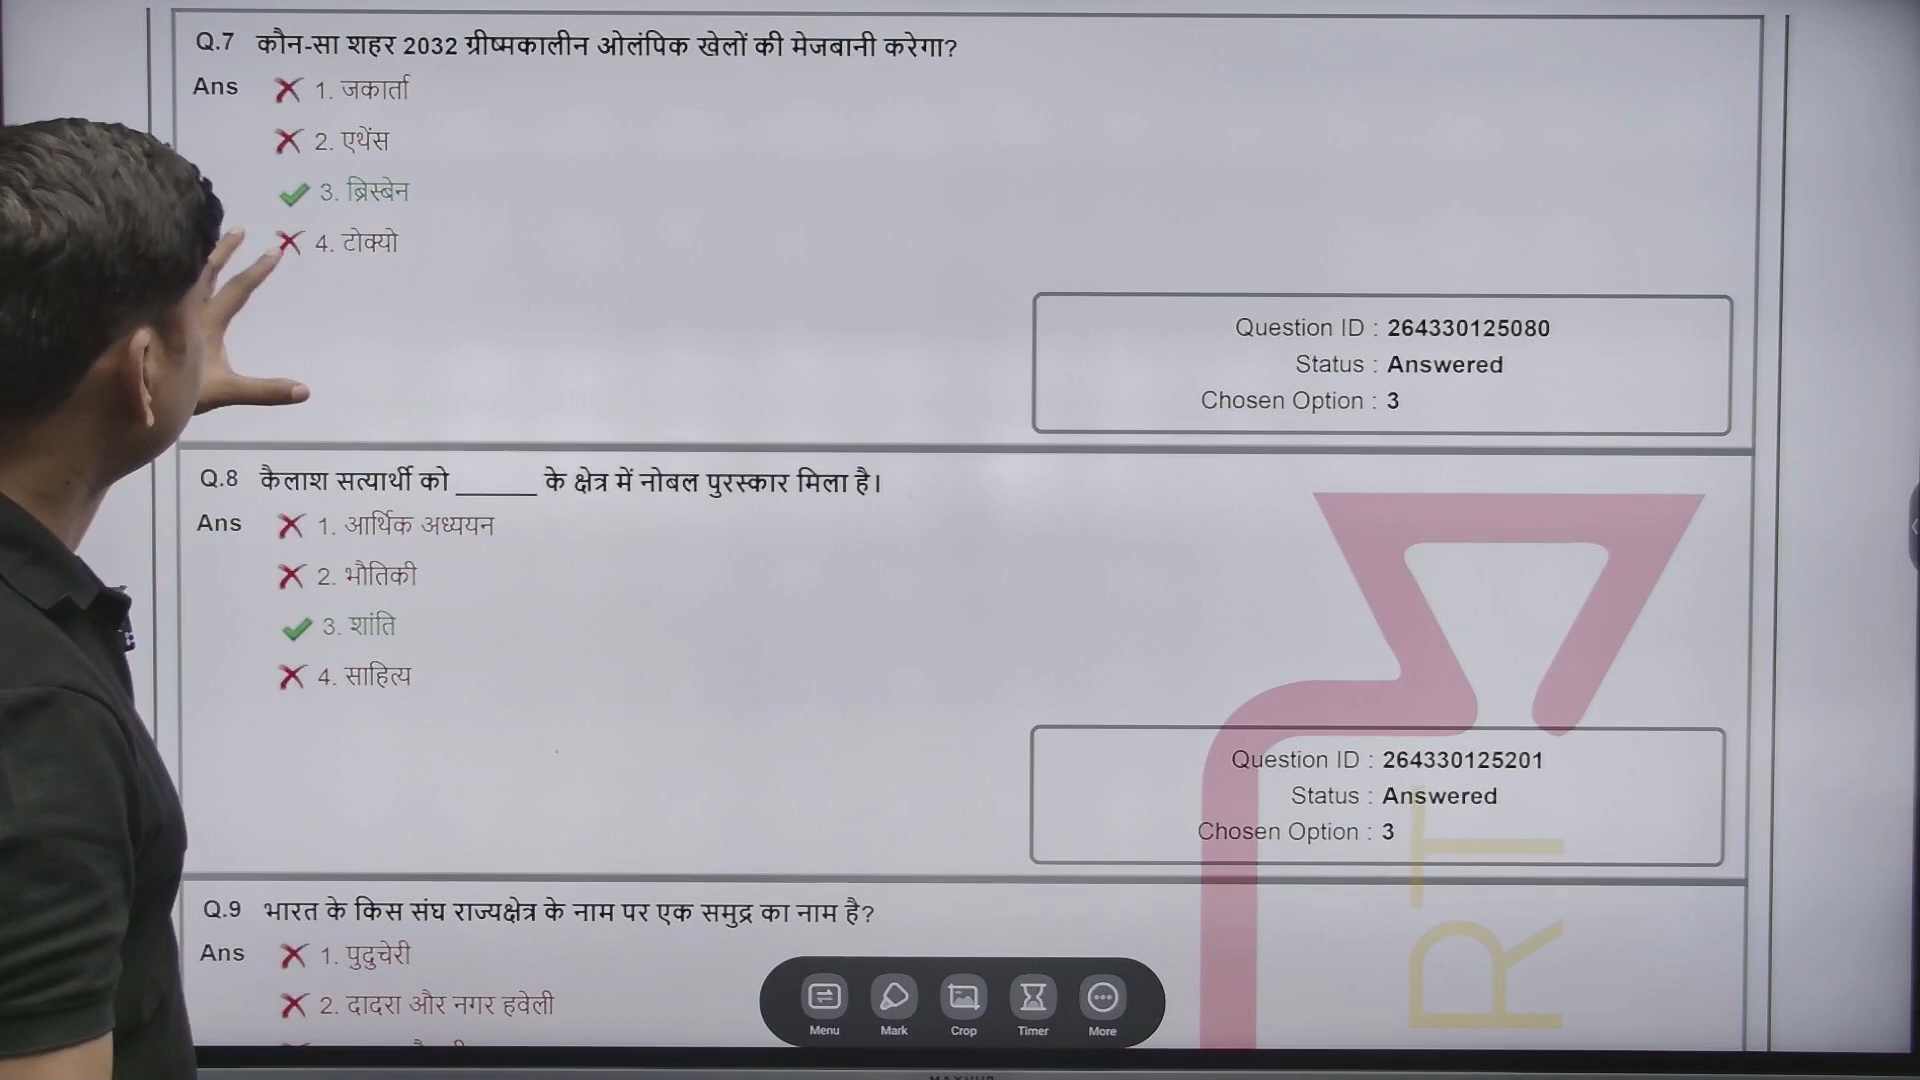 Q.7 कौन-सा शहर 2032 ग्रीष्मकालीन ओलंपिक खेलों की मेजबानी करेगा?
Ans 1. जकार्ता
2. एथेंस
3. ब्रिस्बेन
4. टोक्यो
Question ID : 264330125080
Status : Answered
Chosen Option : 3
Q.8 कैलाश सत्यार्थी को ______ के क्षेत्र में नोबल पुरस्कार मिला है।
Ans 1. आर्थिक अध्ययन
2. भौतिकी
3. शांति
4. साहित्य
Question ID : 264330125201
Status : Answered
Chosen Option : 3
Q.9 भारत के किस संघ राज्यक्षेत्र के नाम पर एक समुद्र का नाम है?
Ans 1. पुदुचेरी
2. दादरा और नगर हवेली
Menu Mark Crop Timer More
RT